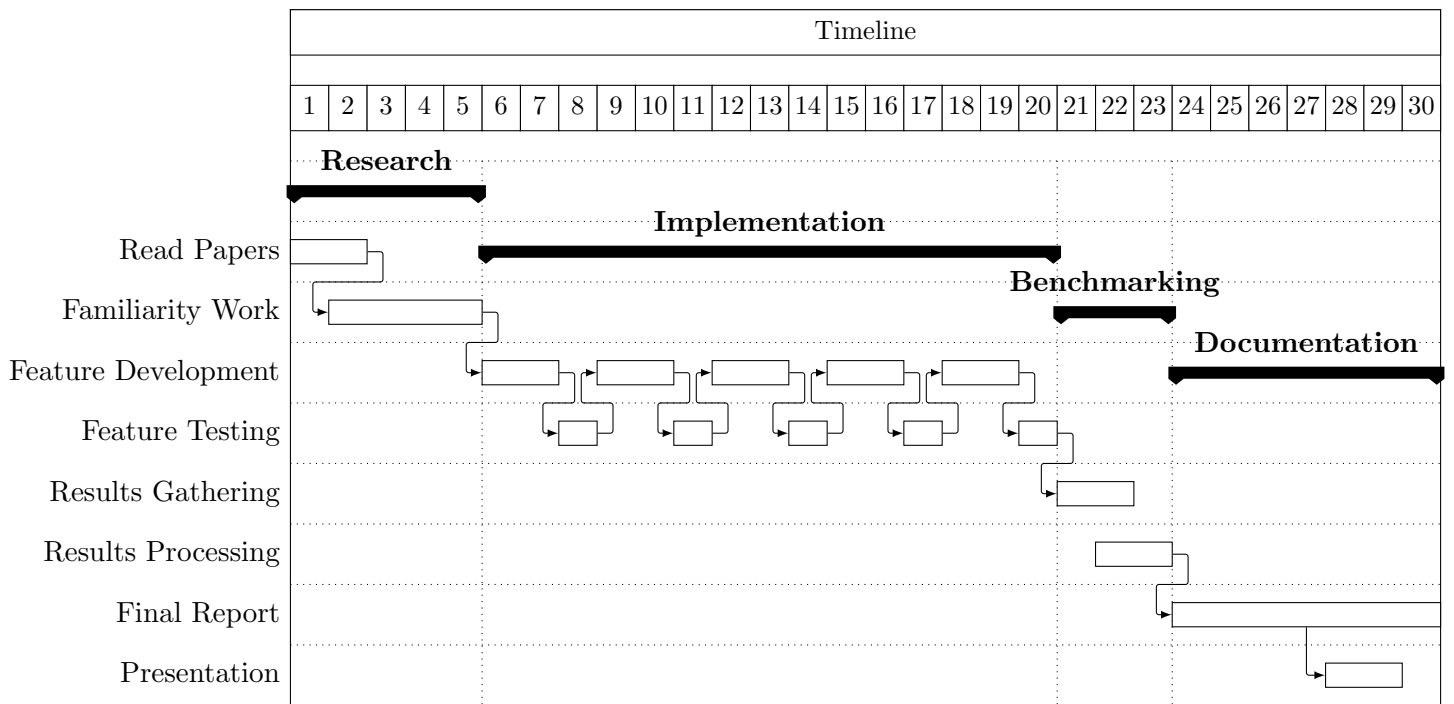 Timeline
1 2 3 4 5 6 7 8 9 10 11 12 13 14 15 16 17 18 19 20 21 22 23 24 25 26 27 28 29 30
Research
Implementation
Read Papers
Benchmarking
Familiarity Work
Documentation
Feature Development
Feature Testing
Results Gathering
Results Processing
Final Report
Presentation